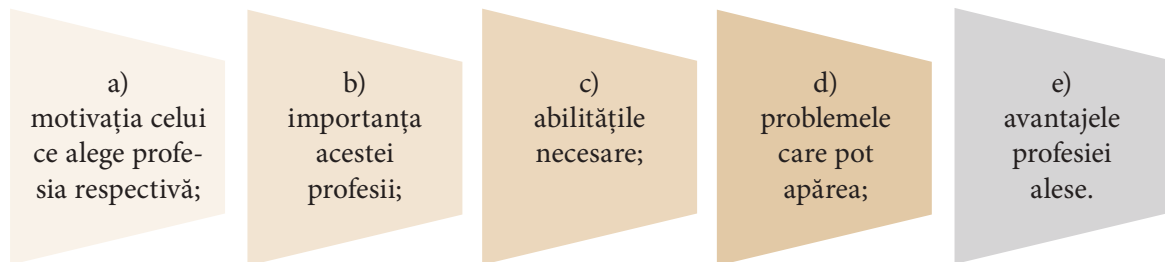 a)
motivația celui
ce alege profe-
sia respectivă;
b)
importanța
acestei
profesii;
c)
abilitățile
necesare;
d)
problemele
care pot
apărea;
e)
avantajele
profesiei
alese.